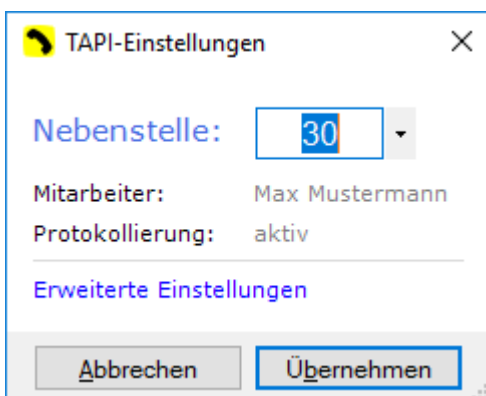 TAPI-Einstellungen
Nebenstelle: 30
Mitarbeiter: Max Mustermann
Protokollierung: aktiv
Erweiterte Einstellungen
Abbrechen Übernehmen